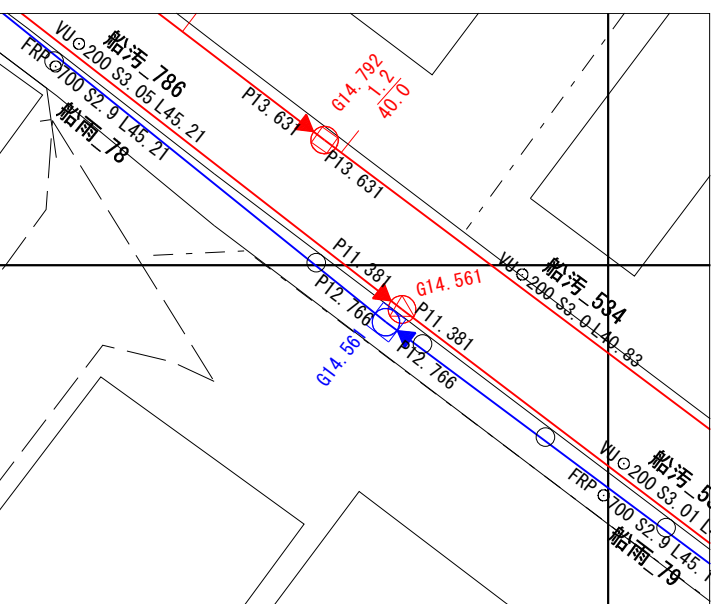 船汚_786
VU⊙200 S3.05 L45.21
FRP⊙700 S2.9 L45.21
船雨_78
P13.631
G14.792
1.2
40.0
P13.631
P11.381
G14.561
P11.381
P12.766
P12.766
G14.561
船汚_534
VU⊙200 S3.0 L40.83
船汚_5
VU⊙200 S3.01 L
FRP⊙700 S2.9 L45.
船雨_79